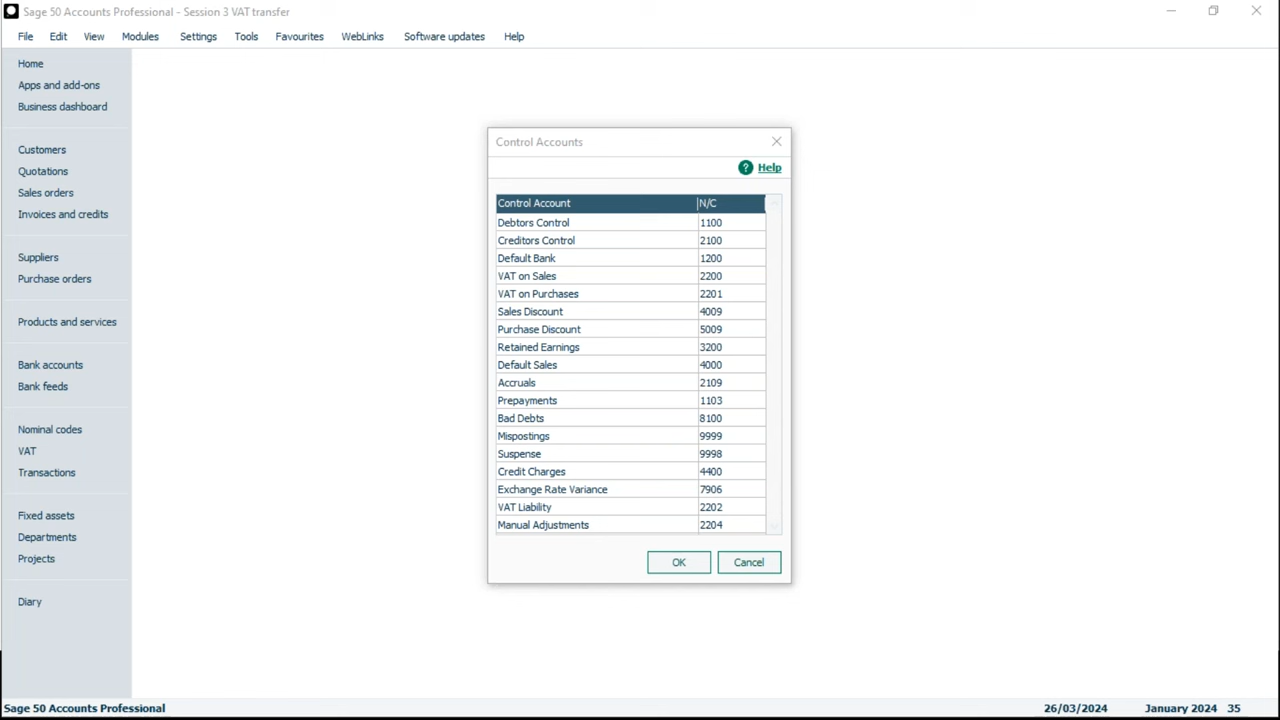 Sage 50 Accounts Professional - Session 3 VAT transfer
File Edit View Modules Settings Tools Favourites WebLinks Software updates Help
Home
Apps and add-ons
Business dashboard
Customers
Quotations
Sales orders
Invoices and credits
Suppliers
Purchase orders
Products and services
Bank accounts
Bank feeds
Nominal codes
VAT
Transactions
Fixed assets
Departments
Projects
Diary
Control Accounts
? Help
Control Account N/C
Debtors Control 1100
Creditors Control 2100
Default Bank 1200
VAT on Sales 2200
VAT on Purchases 2201
Sales Discount 4009
Purchase Discount 5009
Retained Earnings 3200
Default Sales 4000
Accruals 2109
Prepayments 1103
Bad Debts 8100
Mispostings 9999
Suspense 9998
Credit Charges 4400
Exchange Rate Variance 7906
VAT Liability 2202
Manual Adjustments 2204
OK Cancel
Sage 50 Accounts Professional 26/03/2024 January 2024 35